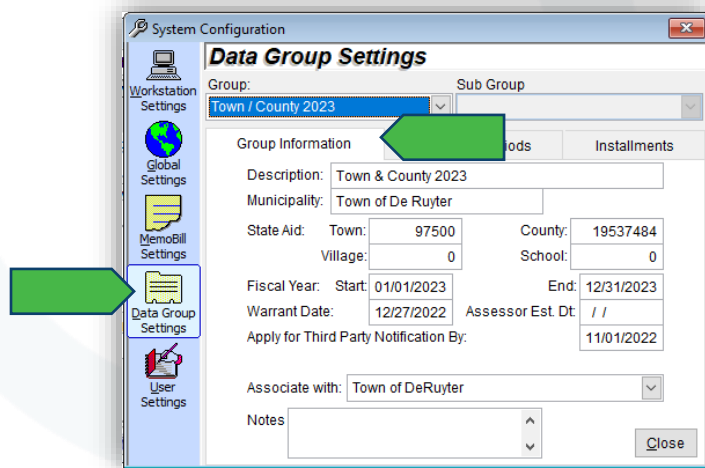 System Configuration
Data Group Settings
Workstation
Settings
Global
Settings
MemoBill
Settings
Data Group
Settings
User
Settings
Group:
Sub Group
Town / County 2023
Group Information
iods
Installments
Description: Town & County 2023
Municipality: Town of De Ruyter
State Aid: Town: 97500 County: 19537484
Village: 0 School: 0
Fiscal Year: Start: 01/01/2023 End: 12/31/2023
Warrant Date: 12/27/2022 Assessor Est. Dt: / /
Apply for Third Party Notification By: 11/01/2022
Associate with: Town of DeRuyter
Notes
Close